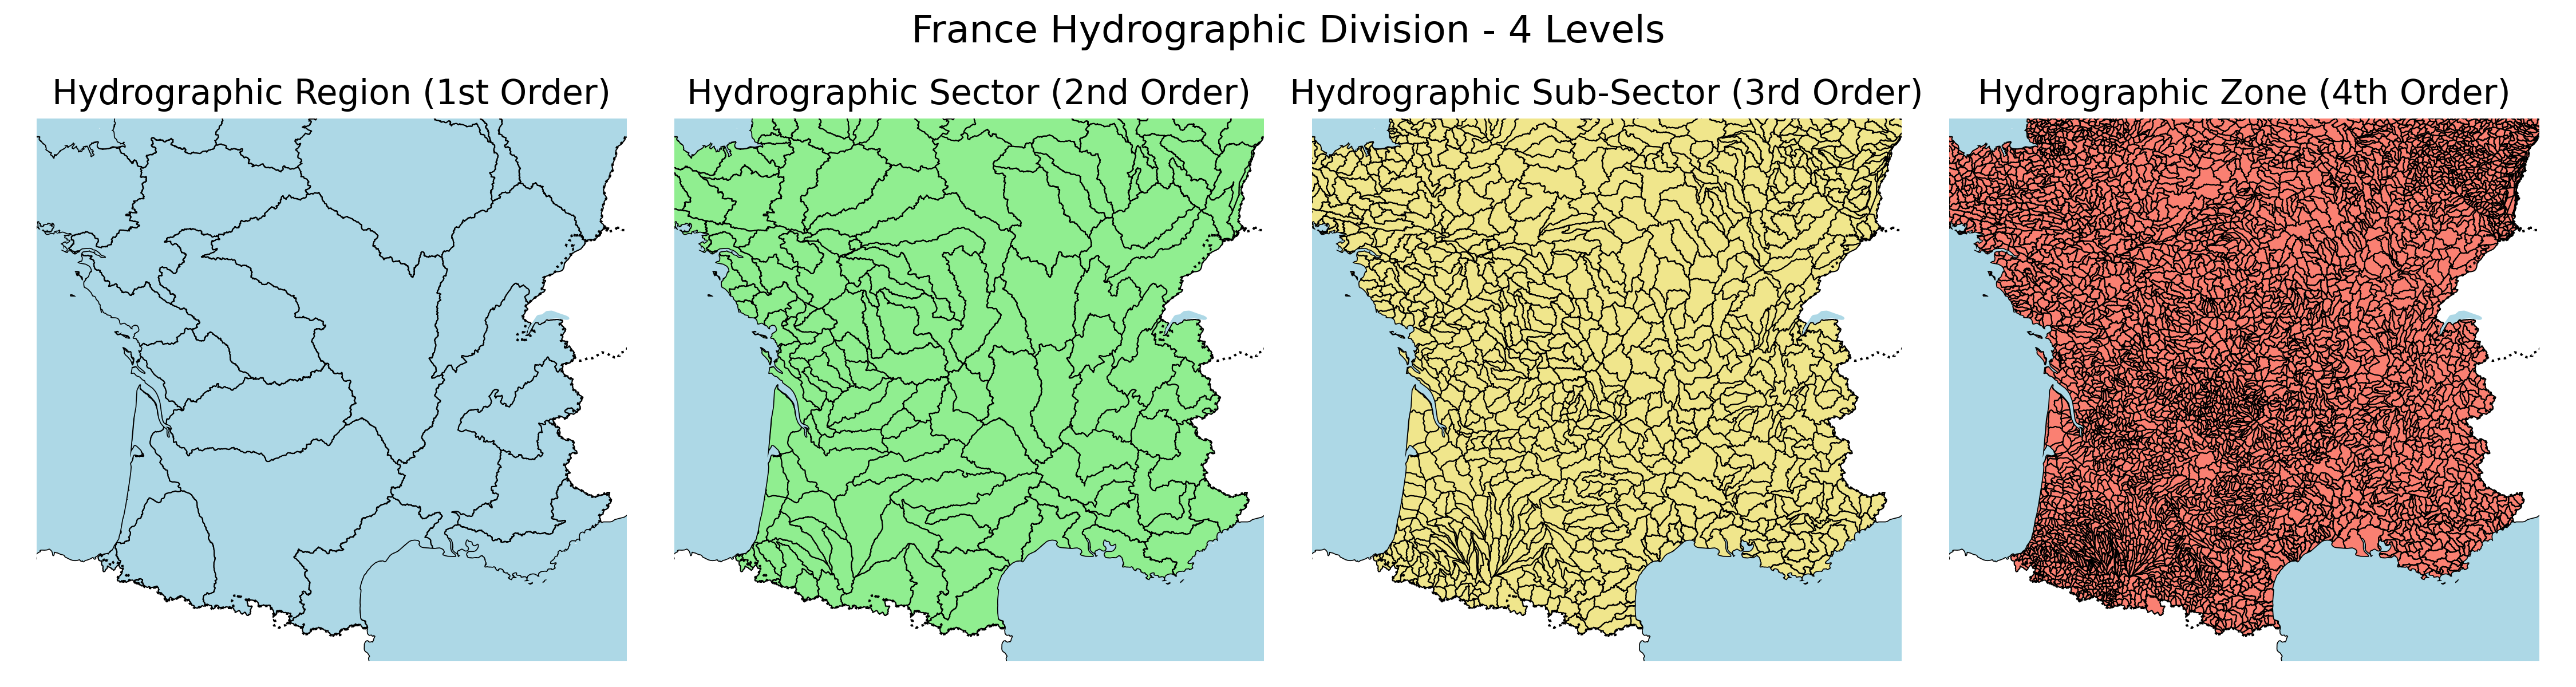 France Hydrographic Division - 4 Levels
Hydrographic Region (1st Order)
Hydrographic Sector (2nd Order)
Hydrographic Sub-Sector (3rd Order)
Hydrographic Zone (4th Order)